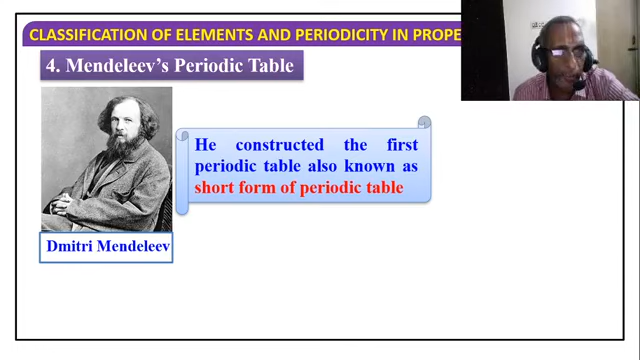 CLASSIFICATION OF ELEMENTS AND PERIODICITY IN
4. Mendeleev's Periodic Table
He constructed the first
periodic table also known as
short form of periodic table
Dmitri Mendeleev